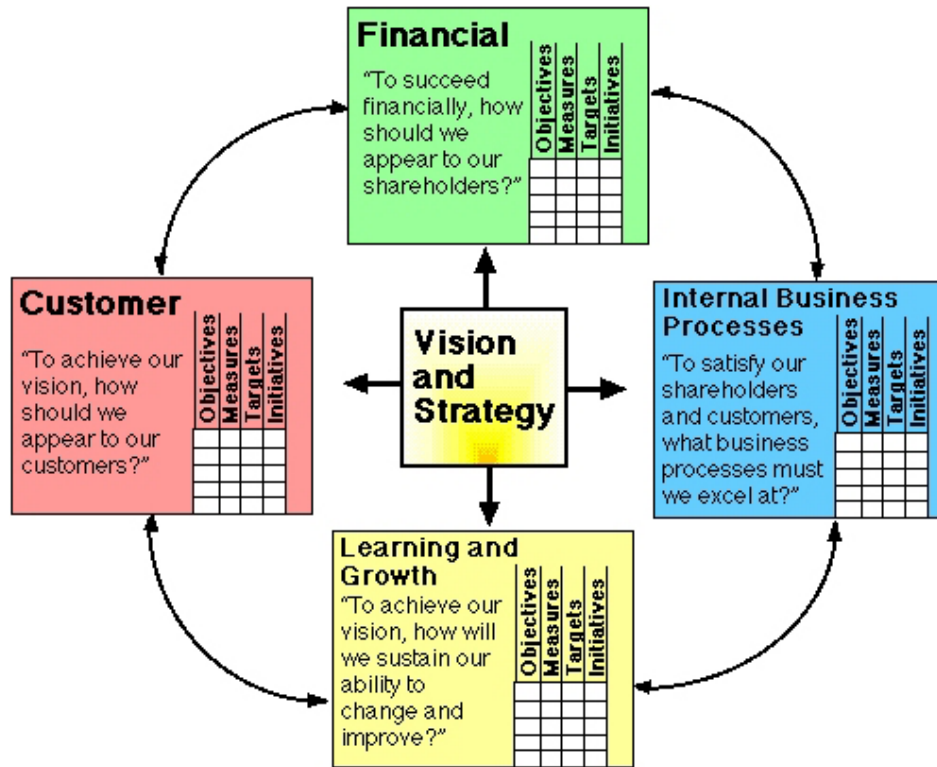 Financial
“To succeed
financially, how
should we
appear to our
shareholders?”
Objectives
Measures
Targets
Initiatives
Customer
“To achieve our
vision, how
should we
appear to our
customers?”
Objectives
Measures
Targets
Initiatives
Vision
and
Strategy
Internal Business
Processes
“To satisfy our
shareholders
and customers,
what business
processes must
we excel at?”
Objectives
Measures
Targets
Initiatives
Learning and
Growth
“To achieve our
vision, how will
we sustain our
ability to
change and
improve?”
Objectives
Measures
Targets
Initiatives